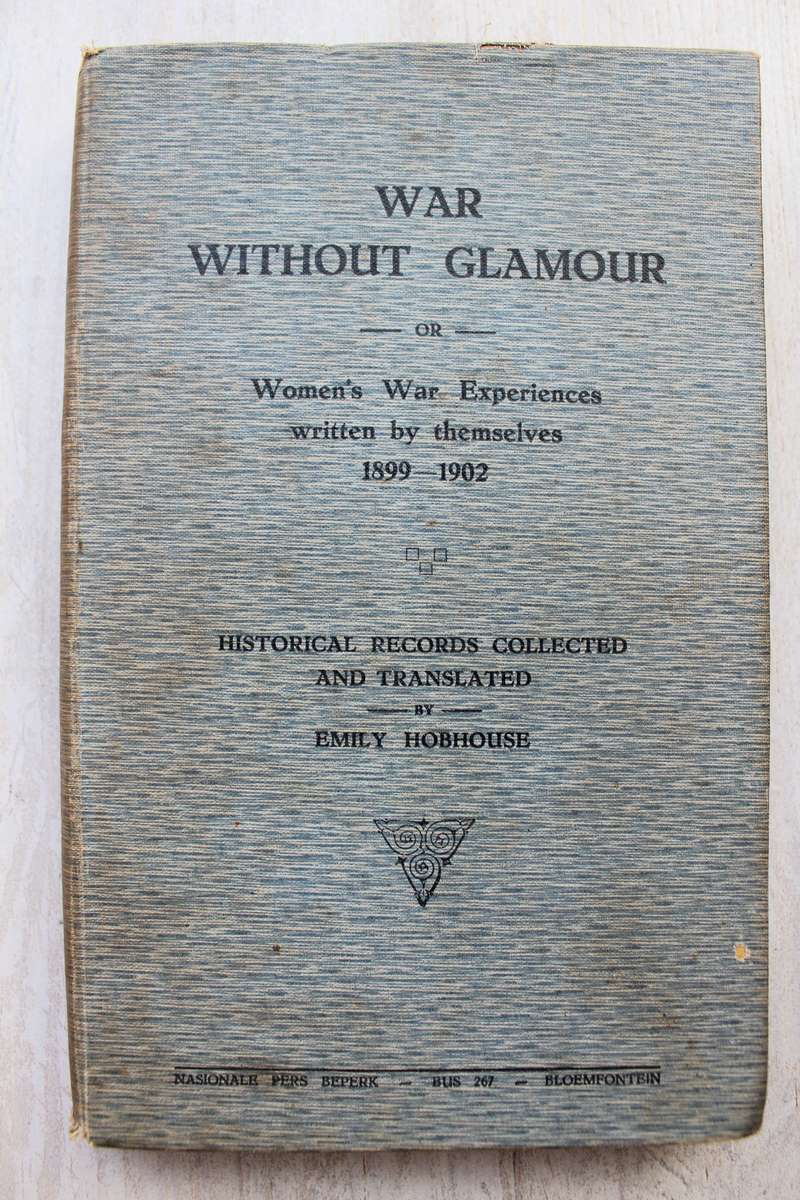 WAR
WITHOUT GLAMOUR
— OR —
Women's War Experiences
written by themselves
1899—1902
HISTORICAL RECORDS COLLECTED
AND TRANSLATED
— BY —
EMILY HOBHOUSE
NASIONALE PERS BEPERK — BUS 267 — BLOEMFONTEIN